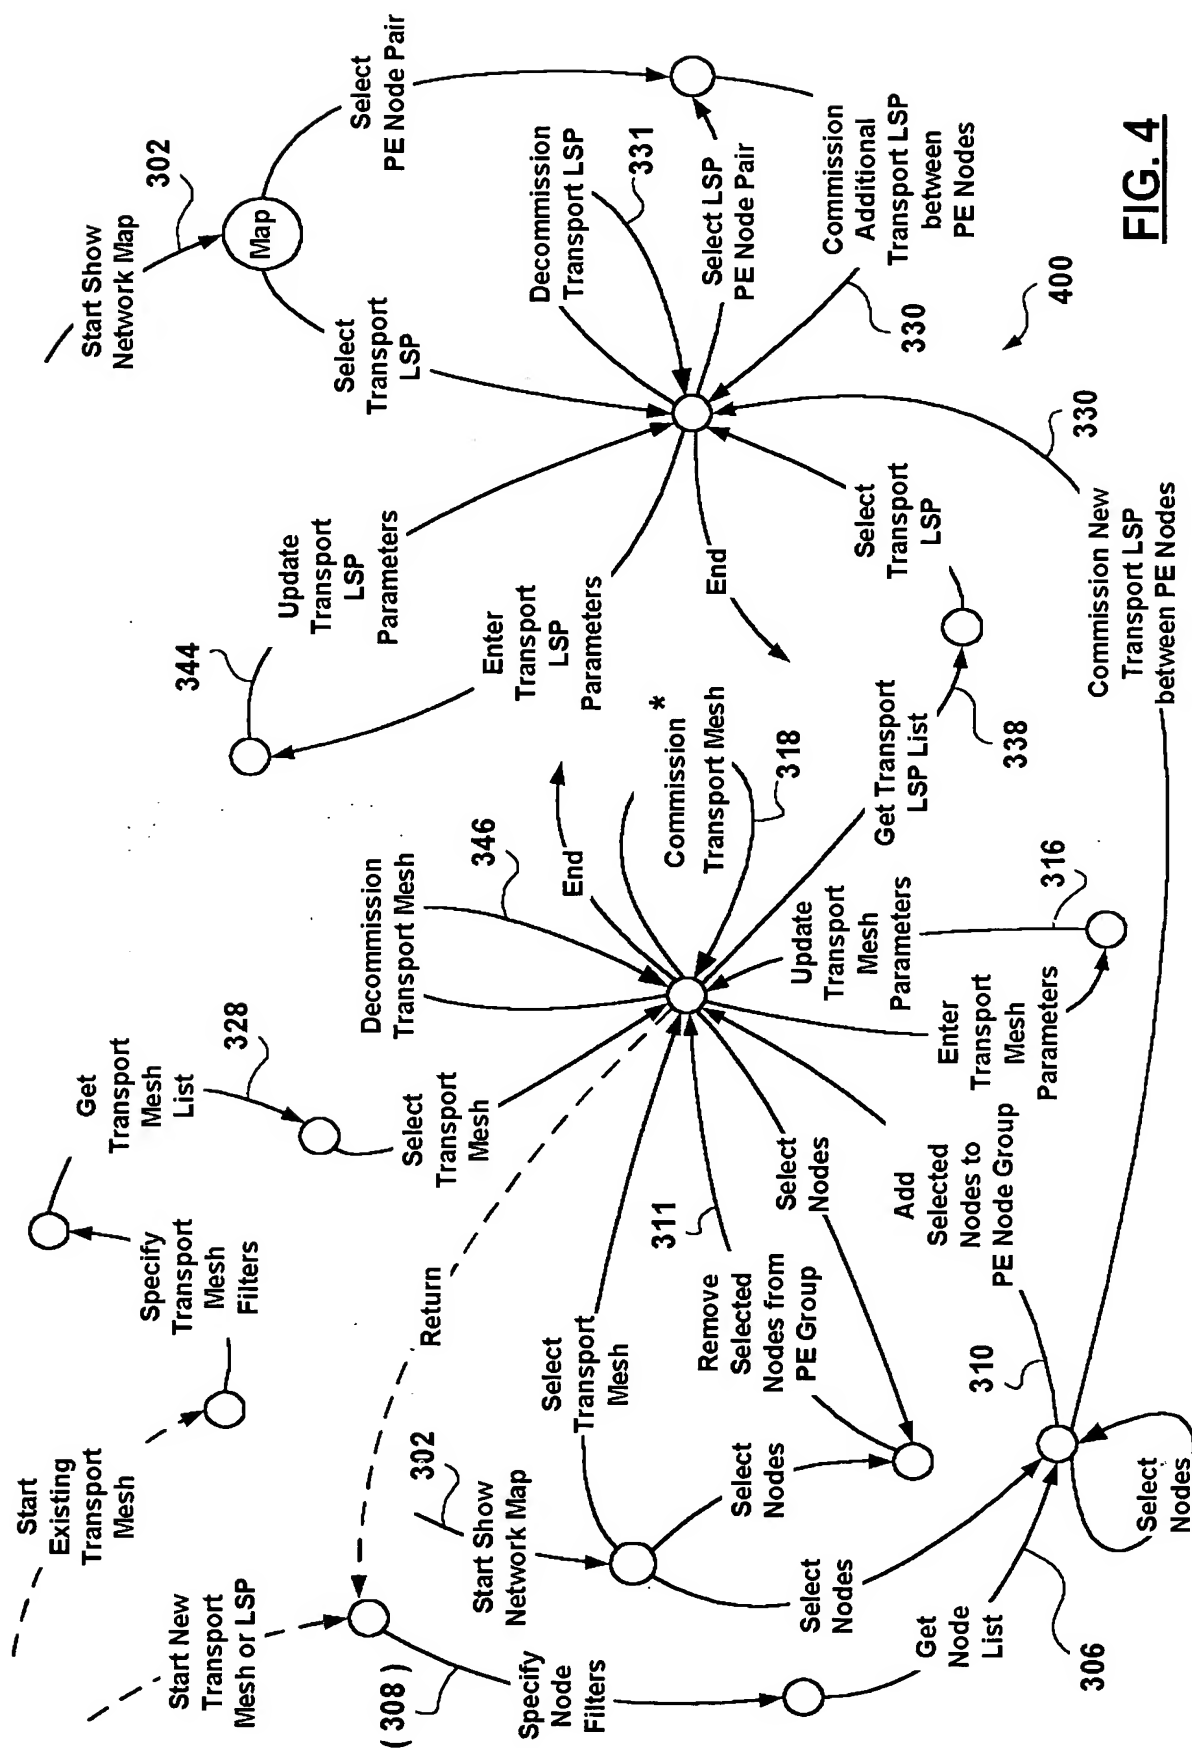 Start New
Transport
Mesh or LSP
Start
Existing
Transport
Mesh
Specify
Transport
Mesh
Filters
Get
Transport
Mesh
List
328
Select
Transport
Mesh
Decommission
Transport Mesh
346
End
Commission*
Transport Mesh
318
344
Update
Transport
LSP
Parameters
Enter
Transport
LSP
Parameters
End
Start Show
Network Map
302
Map
Select
Transport
LSP
Select
PE Node Pair
Decommission
Transport LSP
331
Select LSP
PE Node Pair
Commission
Additional
Transport LSP
between
PE Nodes
330
(308)
Specify
Node
Filters
302
Start Show
Network Map
Return
Select
Transport
Mesh
Select
Nodes
Select
Nodes
Get
Node
List
306
Remove
Selected
Nodes from
PE Group
311
Select
Nodes
Add
Selected
Nodes to
PE Node Group
310
Select
Nodes
Enter
Transport
Mesh
Parameters
Update
Transport
Mesh
Parameters
316
Get Transport
LSP List
338
Select
Transport
LSP
Commission New
Transport LSP
between PE Nodes
330
400
FIG. 4